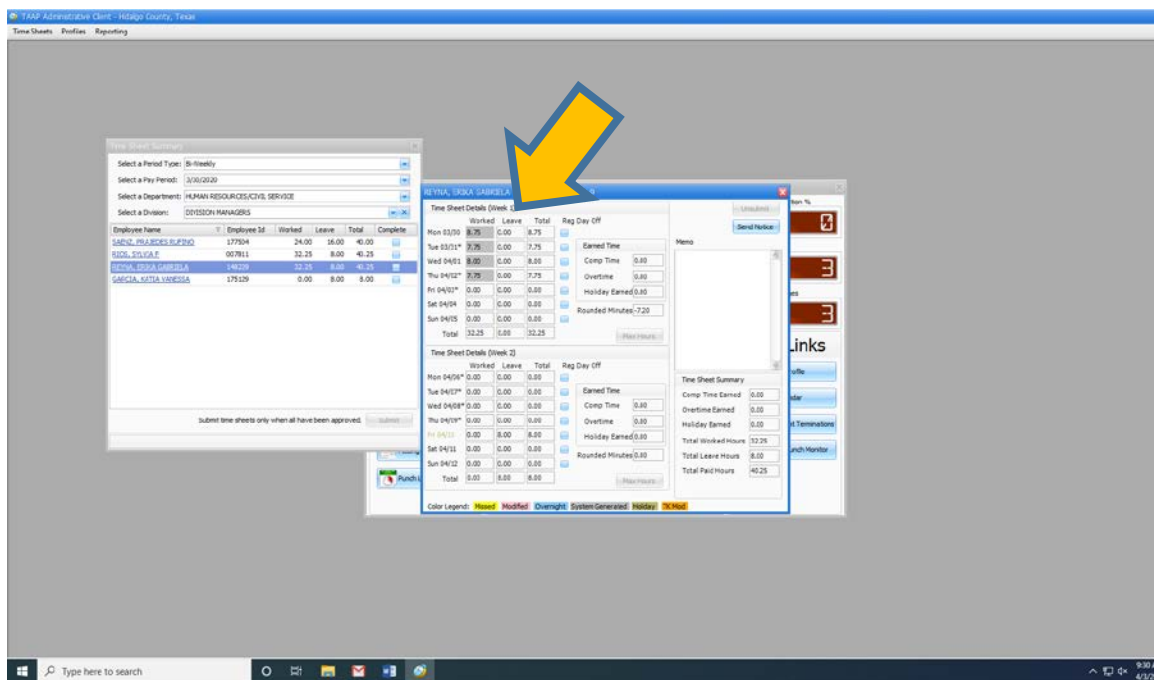 TAAP Administrative Client - Hidalgo County, Texas
Time Sheets Profiles Reporting
Time Sheet Summary
Select a Period Type: Bi-Weekly
Select a Pay Period: 3/30/2020
Select a Department: HUMAN RESOURCES/CIVIL SERVICE
Select a Division: DIVISION MANAGERS
Employee Name Employee Id Worked Leave Total Complete
SAENZ, PRAJEDES RUFINO 177504 24.00 16.00 40.00
RIOS, SYLVIA F 007811 32.25 8.00 40.25
REYNA, ERIKA GABRIELA 148239 32.25 8.00 40.25
GARCIA, KATIA VANESSA 175129 0.00 8.00 8.00
Submit time sheets only when all have been approved. Submit
REYNA, ERIKA GABRIELA
Time Sheet Details (Week 1)
Worked Leave Total Reg Day Off
Mon 03/30 8.75 0.00 8.75
Tue 03/31* 7.75 0.00 7.75
Wed 04/01 8.00 0.00 8.00
Thu 04/02* 7.75 0.00 7.75
Fri 04/03* 0.00 0.00 0.00
Sat 04/04 0.00 0.00 0.00
Sun 04/05 0.00 0.00 0.00
Total 32.25 0.00 32.25
Earned Time
Comp Time 0.00
Overtime 0.00
Holiday Earned 0.00
Rounded Minutes -7.20
Max Hours
Time Sheet Details (Week 2)
Worked Leave Total Reg Day Off
Mon 04/06* 0.00 0.00 0.00
Tue 04/07* 0.00 0.00 0.00
Wed 04/08* 0.00 0.00 0.00
Thu 04/09* 0.00 0.00 0.00
Fri 04/10 0.00 8.00 8.00
Sat 04/11 0.00 0.00 0.00
Sun 04/12 0.00 0.00 0.00
Total 0.00 8.00 8.00
Earned Time
Comp Time 0.00
Overtime 0.00
Holiday Earned 0.00
Rounded Minutes 0.00
Max Hours
Color Legend: Missed Modified Overnight System Generated Holiday TK Mod
Unsubmit
Send Notice
Memo
Time Sheet Summary
Comp Time Earned 0.00
Overtime Earned 0.00
Holiday Earned 0.00
Total Worked Hours 32.25
Total Leave Hours 8.00
Total Paid Hours 40.25
0
3
3
Links
Terminations
Punch Monitor
Punch
Type here to search
9:30
4/3/2